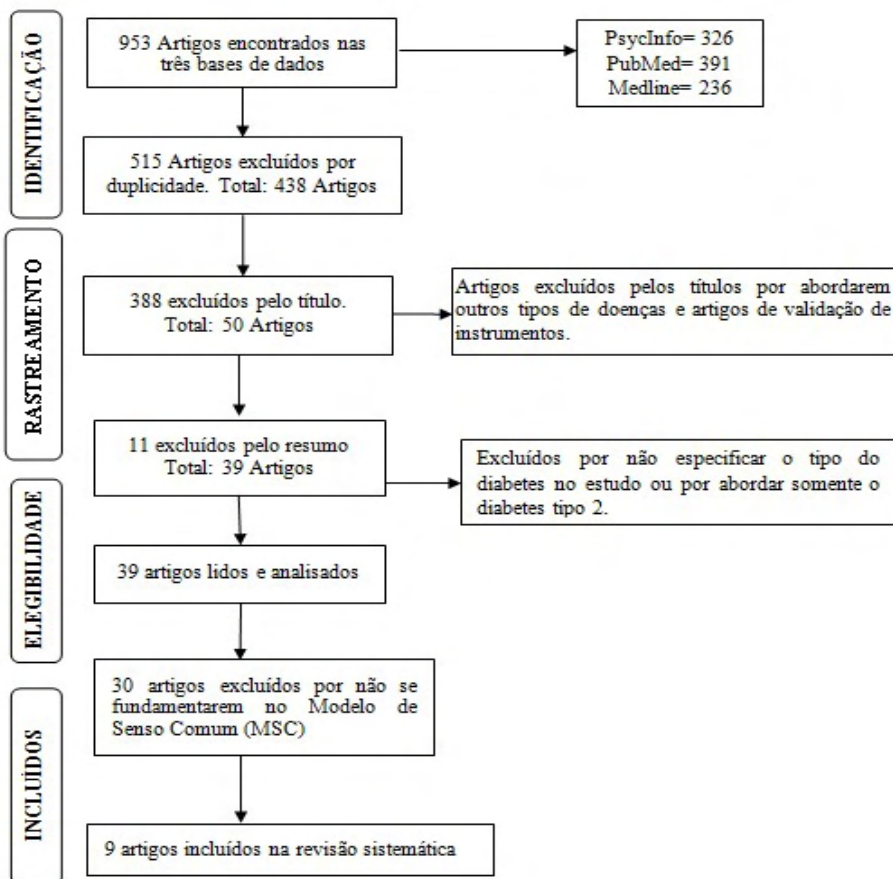 IDENTIFICAÇÃO
953 Artigos encontrados nas
três bases de dados
PsycInfo= 326
PubMed= 391
Medline= 236
515 Artigos excluídos por
duplicidade. Total: 438 Artigos
RASTREAMENTO
388 excluídos pelo título.
Total: 50 Artigos
Artigos excluídos pelos títulos por abordarem
outros tipos de doenças e artigos de validação de
instrumentos.
11 excluídos pelo resumo
Total: 39 Artigos
Excluídos por não especificar o tipo do
diabetes no estudo ou por abordar somente o
diabetes tipo 2.
ELEGIBILIDADE
39 artigos lidos e analisados
30 artigos excluídos por não se
fundamentarem no Modelo de
Senso Comum (MSC)
INCLUÍDOS
9 artigos incluídos na revisão sistemática